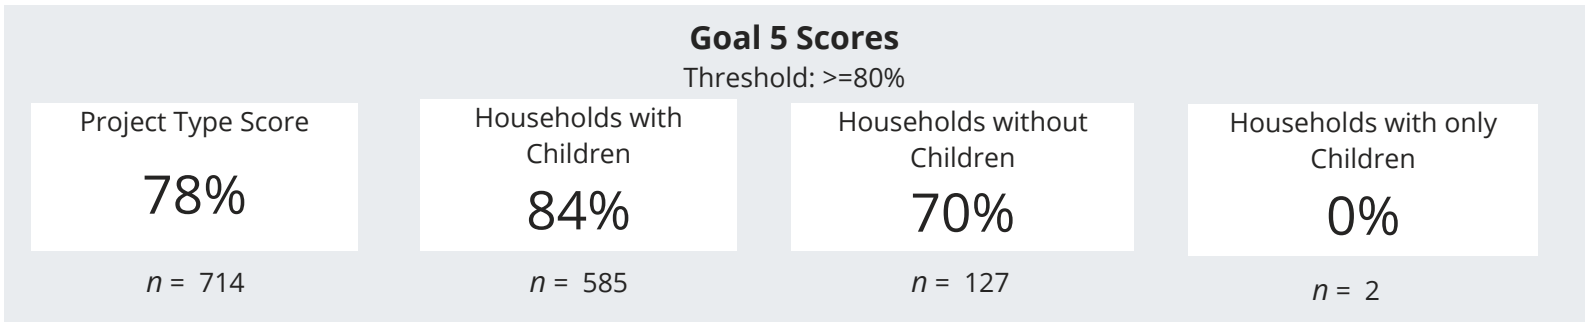 Goal 5 Scores
Threshold: >=80%
Project Type Score
78%
n = 714
Households with
Children
84%
n = 585
Households without
Children
70%
n = 127
Households with only
Children
0%
n = 2